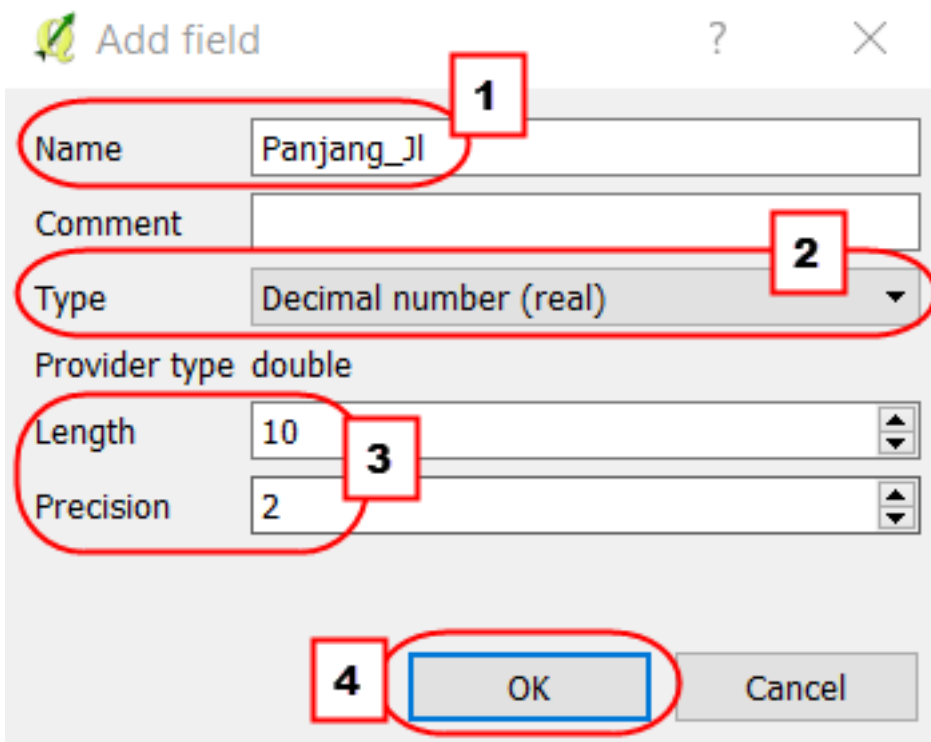 Add field ?
1
Name Panjang_Jl
Comment
2
Type Decimal number (real)
Provider type double
Length 10
3
Precision 2
4
OK Cancel